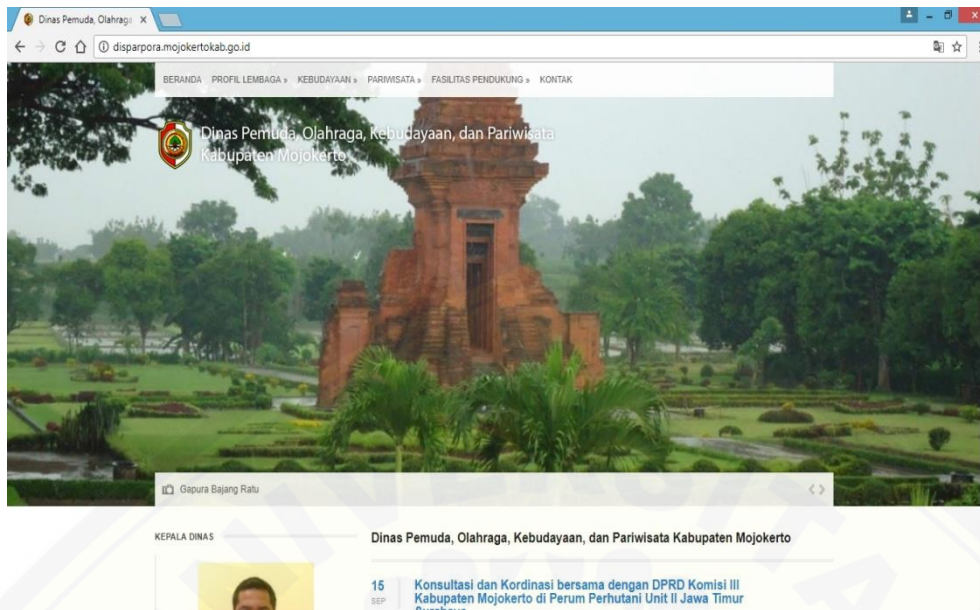 Dinas Pemuda, Olahraga
disparpora.mojokertokab.go.id
BERANDA PROFIL LEMBAGA » KEBUDAYAAN » PARIWISATA » FASILITAS PENDUKUNG » KONTAK
Dinas Pemuda, Olahraga, Kebudayaan, dan Pariwisata
Kabupaten Mojokerto
Gapura Bajang Ratu
KEPALA DINAS
Dinas Pemuda, Olahraga, Kebudayaan, dan Pariwisata Kabupaten Mojokerto
15
SEP
Konsultasi dan Kordinasi bersama dengan DPRD Komisi III
Kabupaten Mojokerto di Perum Perhutani Unit II Jawa Timur
Surabaya